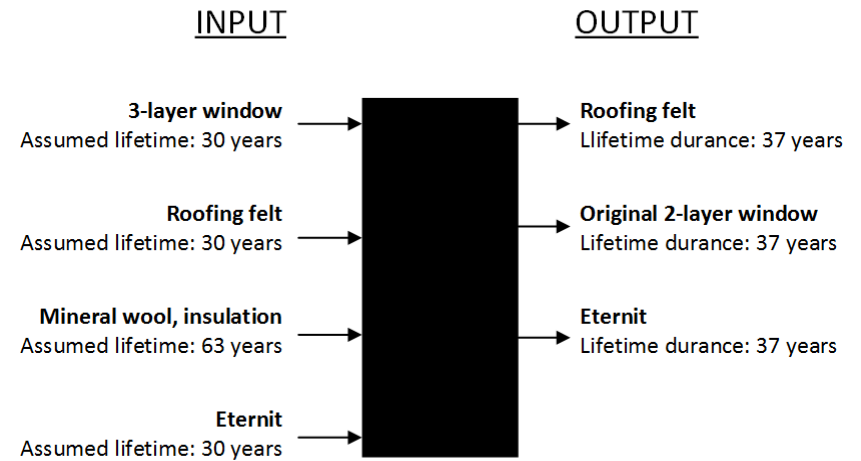 INPUT
OUTPUT
3-layer window
Assumed lifetime: 30 years
Roofing felt
Assumed lifetime: 30 years
Mineral wool, insulation
Assumed lifetime: 63 years
Eternit
Assumed lifetime: 30 years
Roofing felt
Llifetime durance: 37 years
Original 2-layer window
Lifetime durance: 37 years
Eternit
Lifetime durance: 37 years